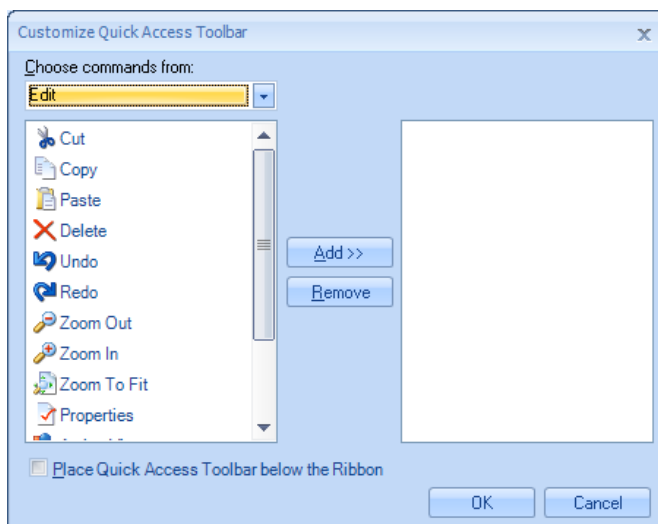 Customize Quick Access Toolbar
Choose commands from:
Edit
Cut
Copy
Paste
Delete
Undo
Redo
Zoom Out
Zoom In
Zoom To Fit
Properties
Add >>
Remove
Place Quick Access Toolbar below the Ribbon
OK
Cancel